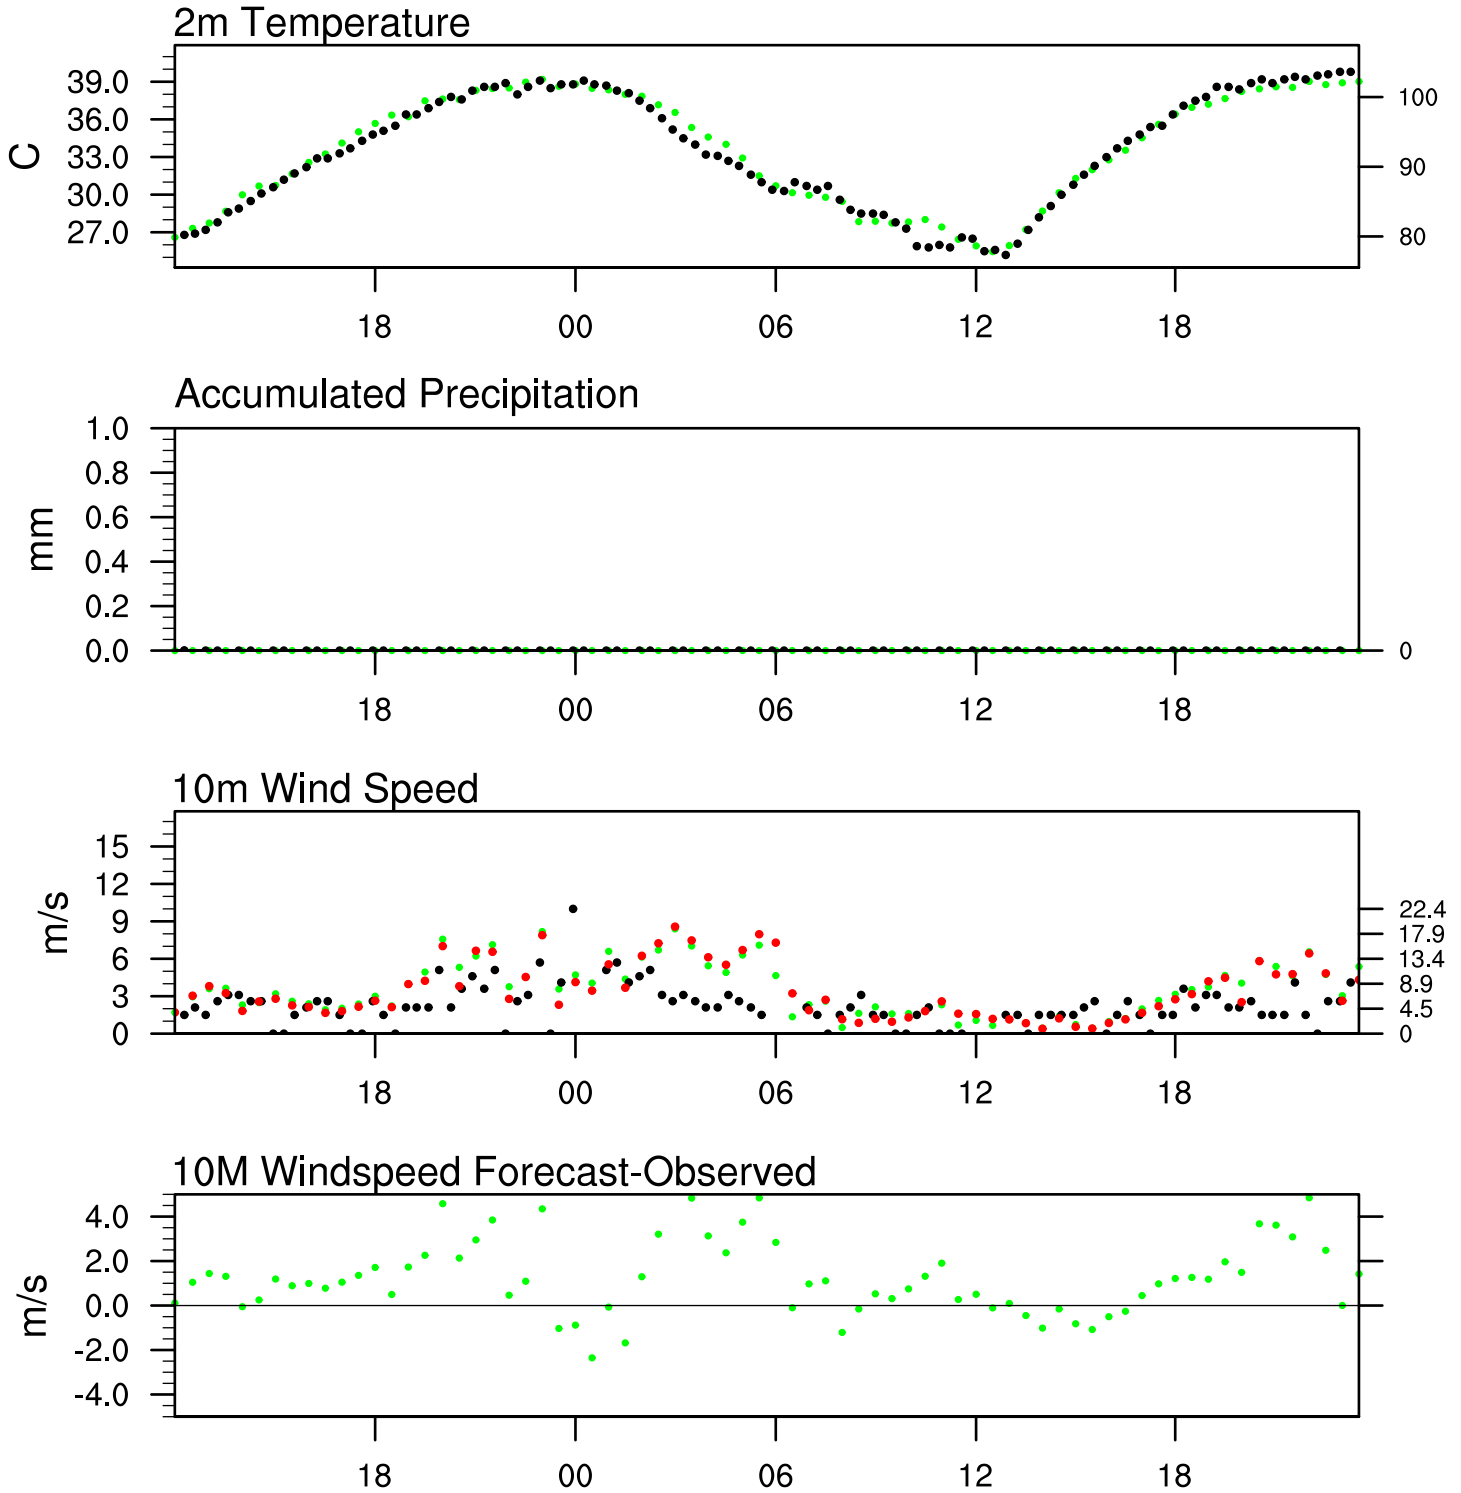 2m Temperature
39.0
36.0
33.0
30.0
27.0
C
100
90
80
18 00 06 12 18
Accumulated Precipitation
1.0
0.8
0.6
0.4
0.2
0.0
mm
0
18 00 06 12 18
10m Wind Speed
15
12
9
6
3
0
m/s
22.4
17.9
13.4
8.9
4.5
0
18 00 06 12 18
10M Windspeed Forecast-Observed
4.0
2.0
0.0
-2.0
-4.0
m/s
18 00 06 12 18